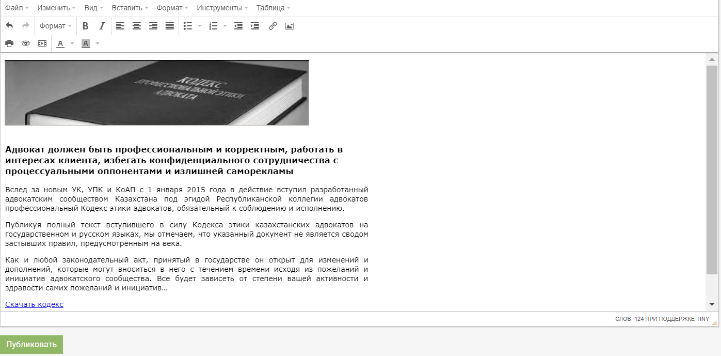 Файл Изменить Вид Вставить Формат Инструменты Таблица
Формат B I
A A
КОДЕКС
ПРОФЕССИОНАЛЬНОЙ ЭТИКИ
АДВОКАТА
Адвокат должен быть профессиональным и корректным, работать в
интересах клиента, избегать конфиденциального сотрудничества с
процессуальными оппонентами и излишней саморекламы
Вслед за новым УК, УПК и КоАП с 1 января 2015 года в действие вступил разработанный
адвокатским сообществом Казахстана под эгидой Республиканской коллегии адвокатов
профессиональный Кодекс этики адвокатов, обязательный к соблюдению и исполнению.
Публикуя полный текст вступившего в силу Кодекса этики казахстанских адвокатов на
государственном и русском языках, мы отмечаем, что указанный документ не является сводом
застывших правил, предусмотренным на века.
Как и любой законодательный акт, принятый в государстве он открыт для изменений и
дополнений, которые могут вноситься в него с течением времени исходя из пожеланий и
инициатив адвокатского сообщества. Все будет зависеть от степени вашей активности и
здравости самих пожеланий и инициатив…
Скачать кодекс
СЛОВ: 124 ПРИ ПОДДЕРЖКЕ TINY
Публиковать